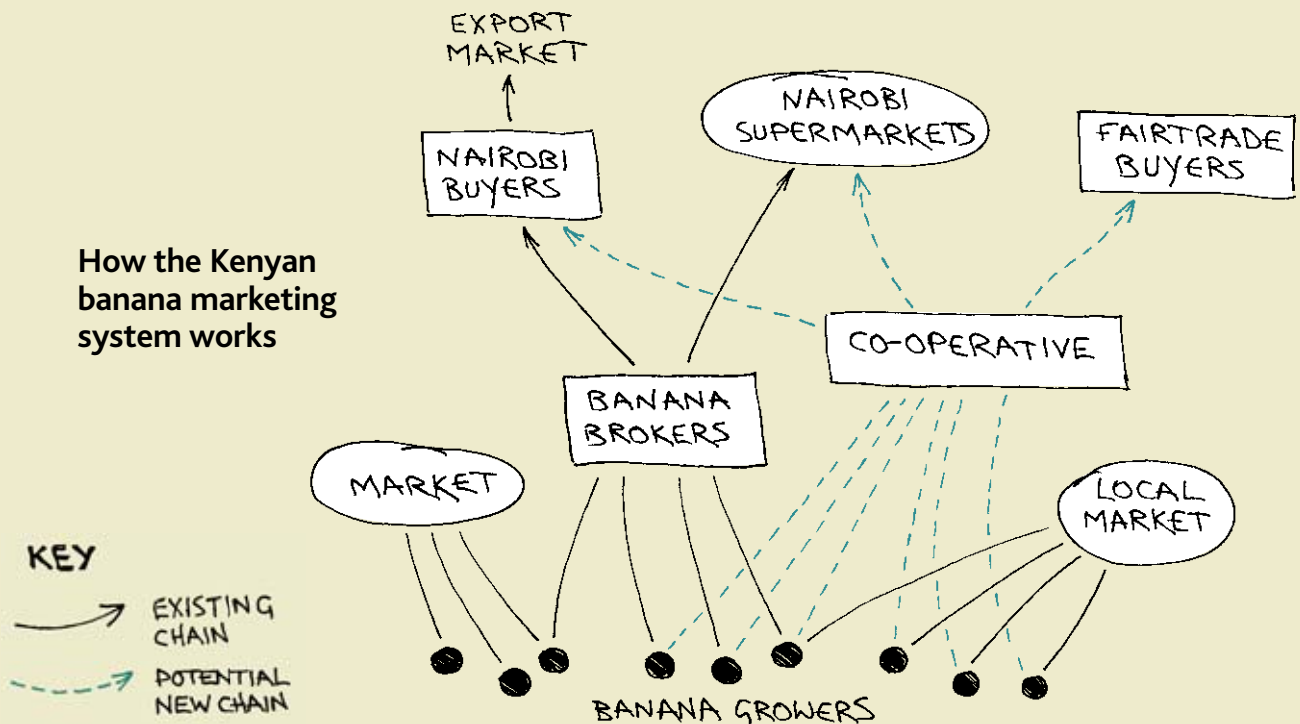 EXPORT
MARKET
NAIROBI
SUPERMARKETS
FAIRTRADE
BUYERS
NAIROBI
BUYERS
How the Kenyan
banana marketing
system works
CO-OPERATIVE
BANANA
BROKERS
MARKET
LOCAL
MARKET
KEY
EXISTING
CHAIN
POTENTIAL
NEW CHAIN
BANANA GROWERS